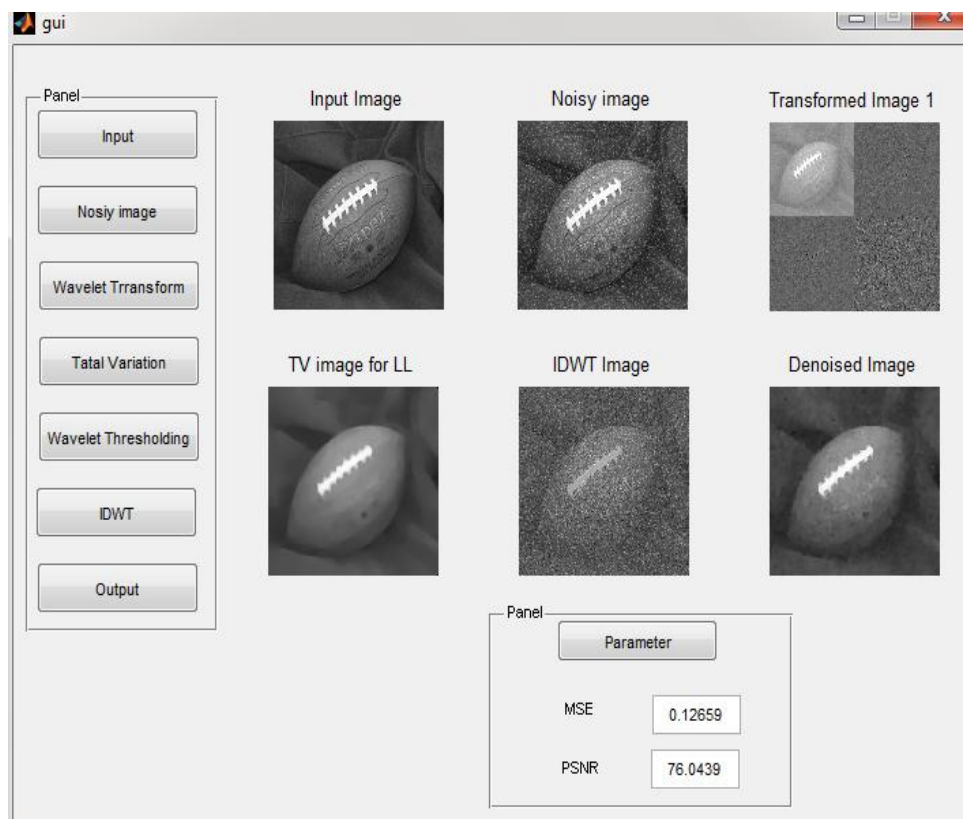 gui
Panel
Input
Nosiy image
Wavelet Trransform
Tatal Variation
Wavelet Thresholding
IDWT
Output
Input Image
Noisy image
Transformed Image 1
TV image for LL
IDWT Image
Denoised Image
Panel
Parameter
MSE
0.12659
PSNR
76.0439